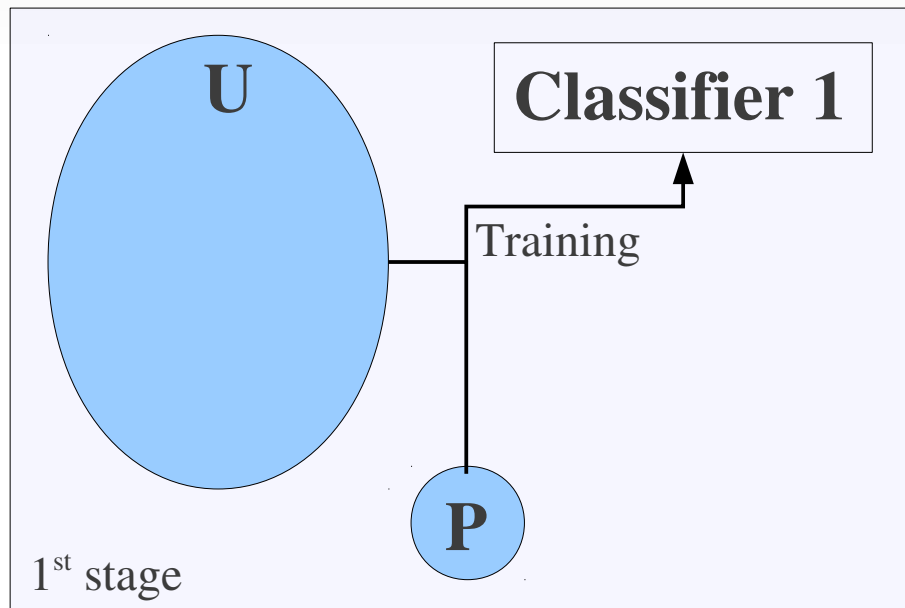 U
Classifier 1
Training
P
1st stage